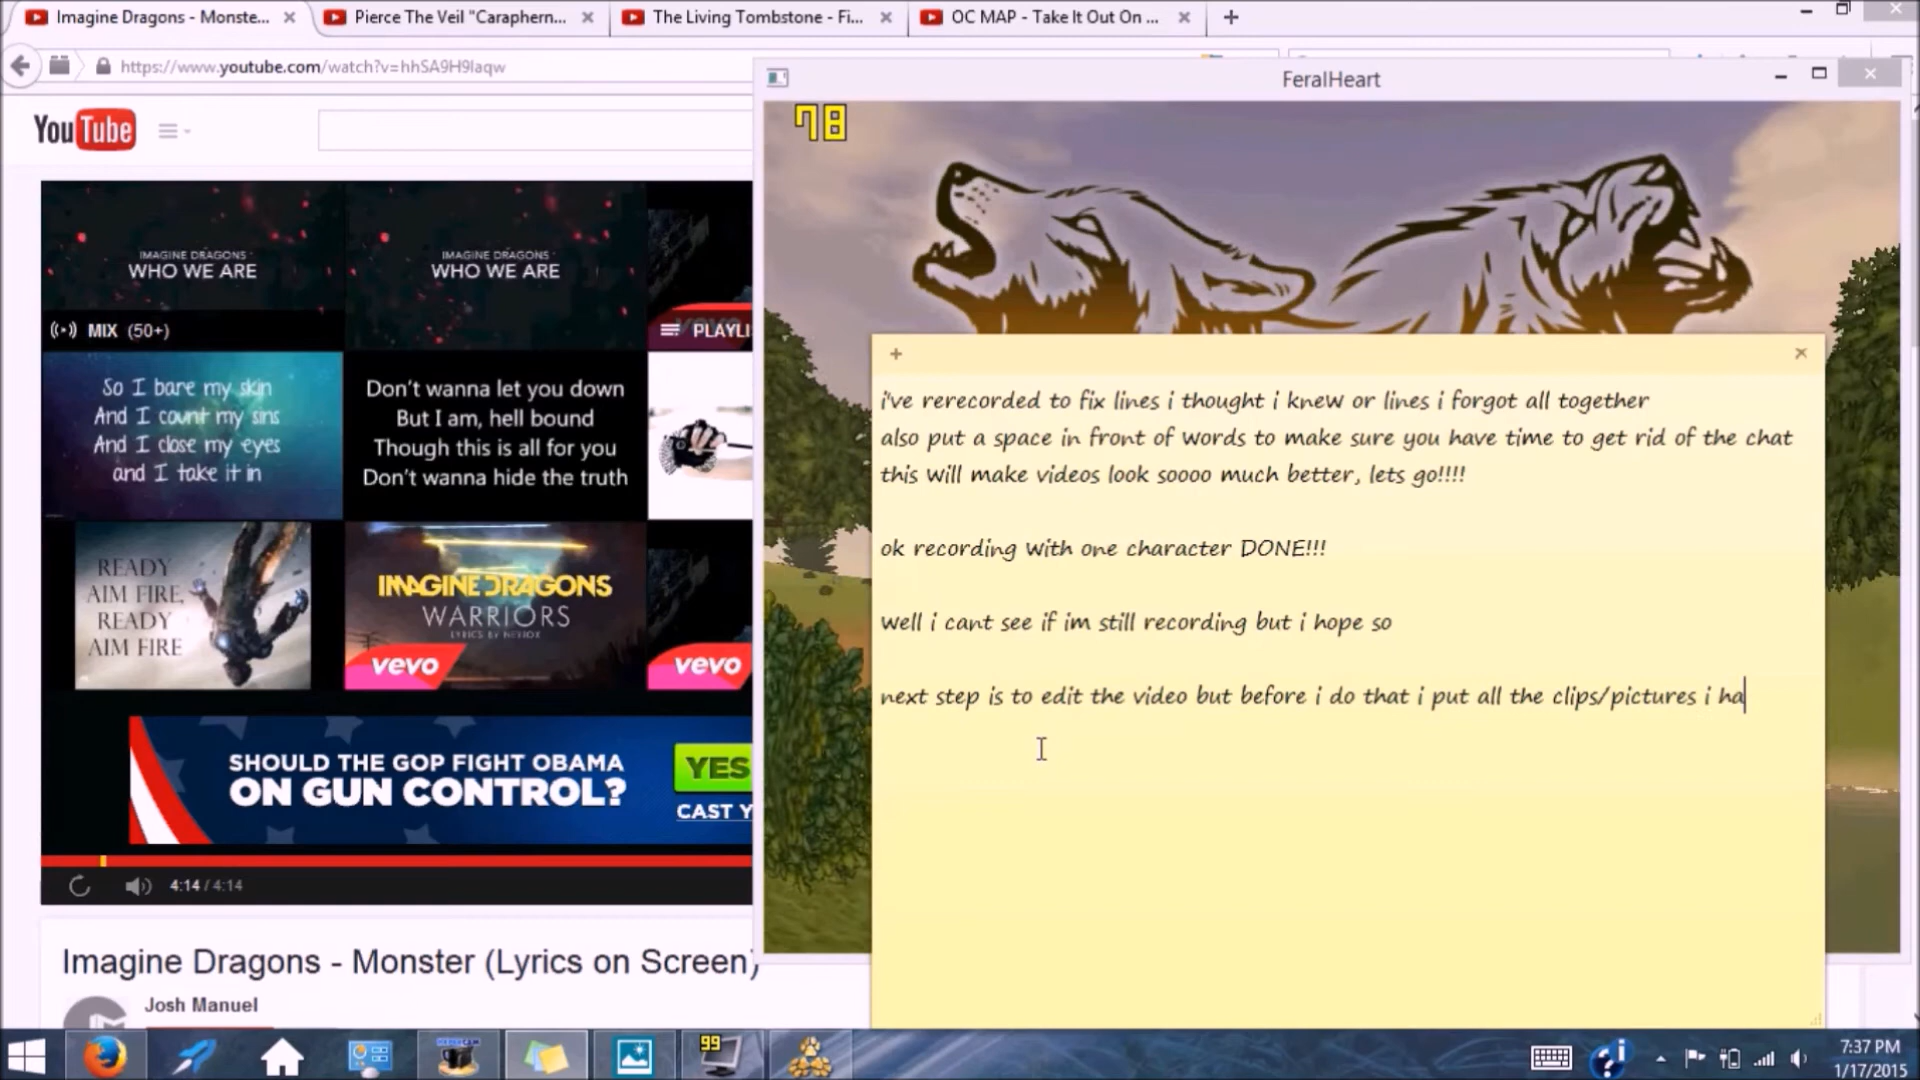 Imagine Dragons - Monste...
Pierce The Veil "Caraphern...
The Living Tombstone - Fi...
OC MAP - Take It Out On ...
https://www.youtube.com/watch?v=hhSA9H9Iaqw
FeralHeart
YouTube
78
IMAGINE DRAGONS
WHO WE ARE
IMAGINE DRAGONS
WHO WE ARE
MIX (50+)
PLAYLI
So I bare my skin
And I count my sins
And I close my eyes
and I take it in
Don't wanna let you down
But I am, hell bound
Though this is all for you
Don't wanna hide the truth
READY
AIM FIRE,
READY
AIM FIRE
IMAGINE DRAGONS
WARRIORS
vevo
vevo
SHOULD THE GOP FIGHT OBAMA
ON GUN CONTROL?
YES
CAST Y
4:14 / 4:14
Imagine Dragons - Monster (Lyrics on Screen)
Josh Manuel
i've rerecorded to fix lines i thought i knew or lines i forgot all together
also put a space in front of words to make sure you have time to get rid of the chat
this will make videos look soooo much better, lets go!!!!
ok recording with one character DONE!!!
well i cant see if im still recording but i hope so
next step is to edit the video but before i do that i put all the clips/pictures i ha
99
7:37 PM
1/17/2015